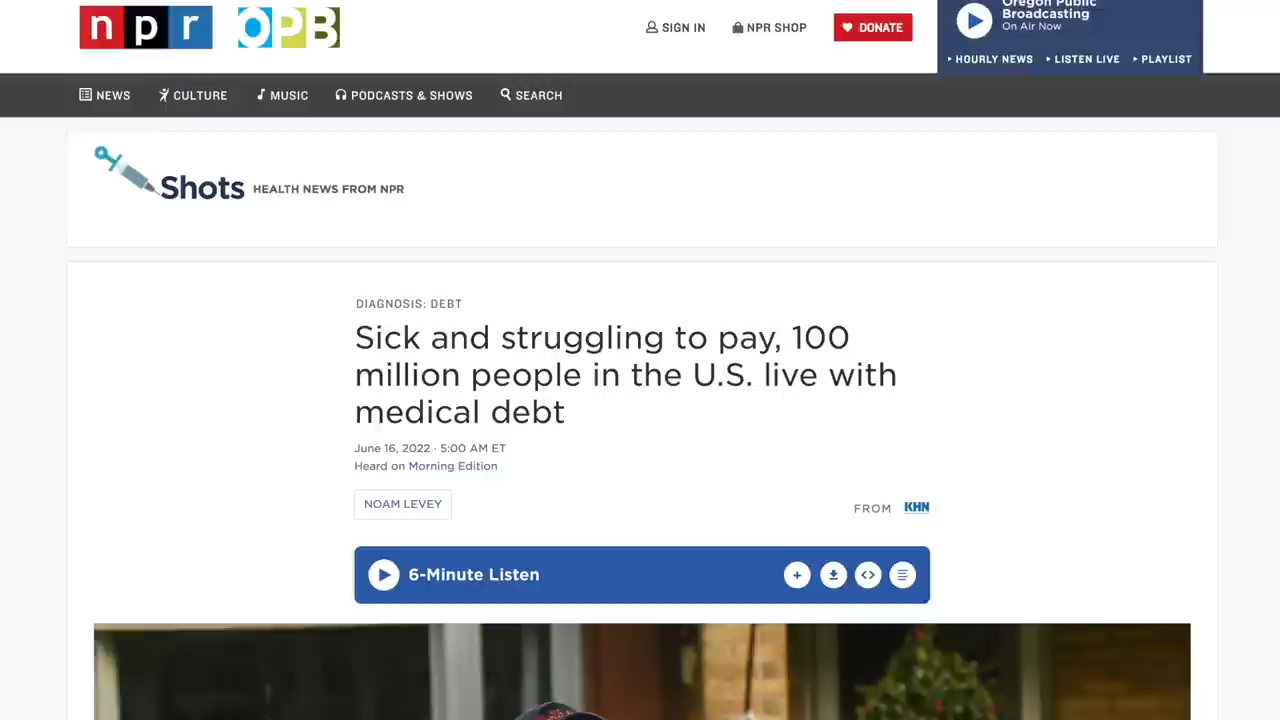 npr OPB
SIGN IN NPR SHOP DONATE
Oregon Public
Broadcasting
On Air Now
HOURLY NEWS LISTEN LIVE PLAYLIST
NEWS CULTURE MUSIC PODCASTS & SHOWS SEARCH
Shots HEALTH NEWS FROM NPR
DIAGNOSIS: DEBT
Sick and struggling to pay, 100
million people in the U.S. live with
medical debt
June 16, 2022 · 5:00 AM ET
Heard on Morning Edition
NOAM LEVEY
FROM KHN
6-Minute Listen